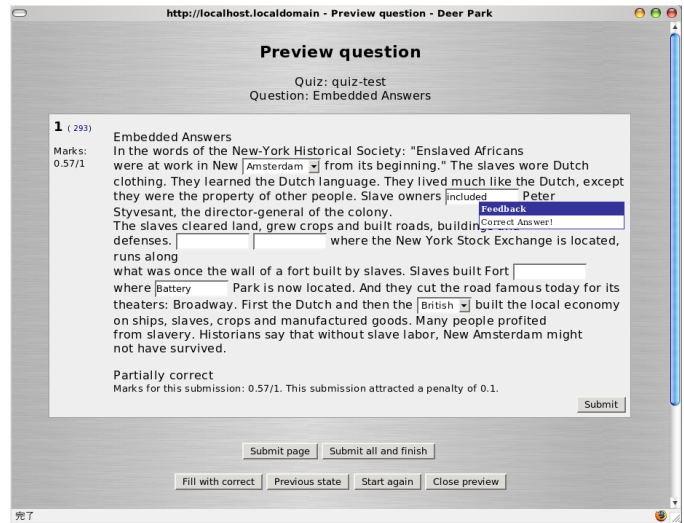 http://localhost.localdomain - Preview question - Deer Park
Preview question
Quiz: quiz-test
Question: Embedded Answers
1 ( 293)
Marks:
0.57/1
Embedded Answers
In the words of the New-York Historical Society: "Enslaved Africans
were at work in New Amsterdam from its beginning." The slaves wore Dutch
clothing. They learned the Dutch language. They lived much like the Dutch, except
they were the property of other people. Slave owners included Peter
Feedback
Correct Answer!
Styvesant, the director-general of the colony.
The slaves cleared land, grew crops and built roads, buildings and
defenses. where the New York Stock Exchange is located,
runs along
what was once the wall of a fort built by slaves. Slaves built Fort
where Battery Park is now located. And they cut the road famous today for its
theaters: Broadway. First the Dutch and then the British built the local economy
on ships, slaves, crops and manufactured goods. Many people profited
from slavery. Historians say that without slave labor, New Amsterdam might
not have survived.
Partially correct
Marks for this submission: 0.57/1. This submission attracted a penalty of 0.1.
Submit
Submit page Submit all and finish
Fill with correct Previous state Start again Close preview
完了